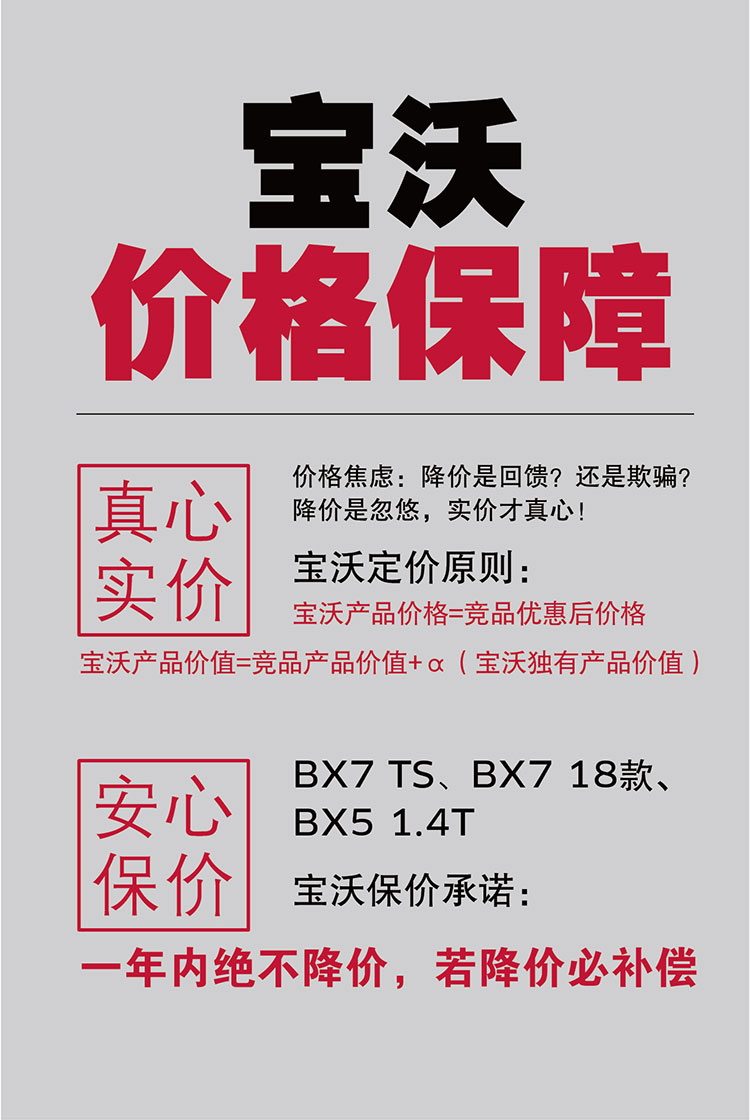 宝沃
价格保障
真心
实价
价格焦虑：降价是回馈？还是欺骗？
降价是忽悠，实价才真心！
宝沃定价原则：
宝沃产品价格=竞品优惠后价格
宝沃产品价值=竞品产品价值+α（宝沃独有产品价值）
安心
保价
BX7 TS、BX7 18款、
BX5 1.4T
宝沃保价承诺：
一年内绝不降价，若降价必补偿